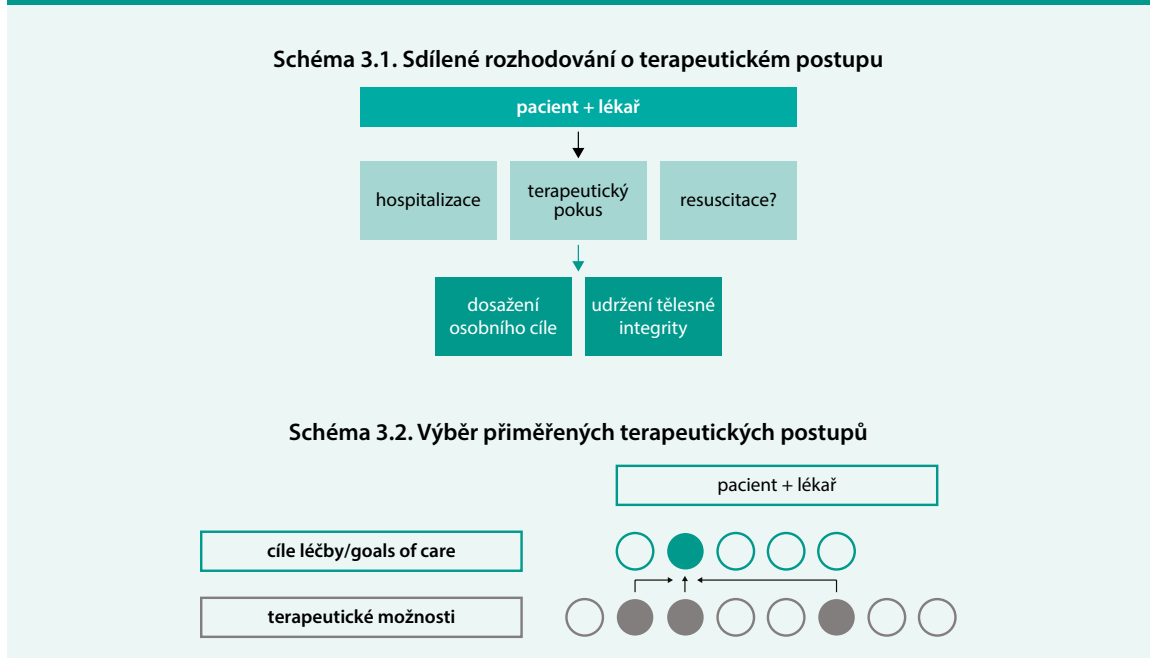 Schéma 3.1. Sdílené rozhodování o terapeutickém postupu
pacient + lékař
hospitalizace
terapeutický
pokus
resuscitace?
dosažení
osobního cíle
udržení tělesné
integrity
Schéma 3.2. Výběr přiměřených terapeutických postupů
pacient + lékař
cíle léčby/goals of care
terapeutické možnosti